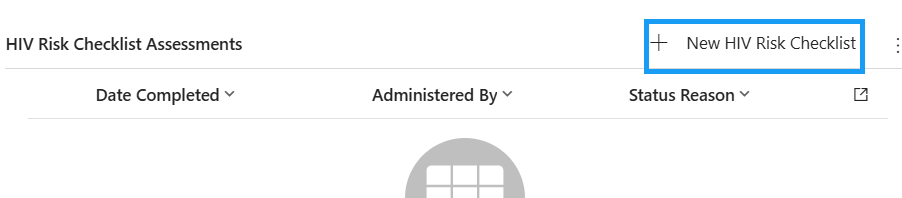 HIV Risk Checklist Assessments
New HIV Risk Checklist
Date Completed Administered By Status Reason